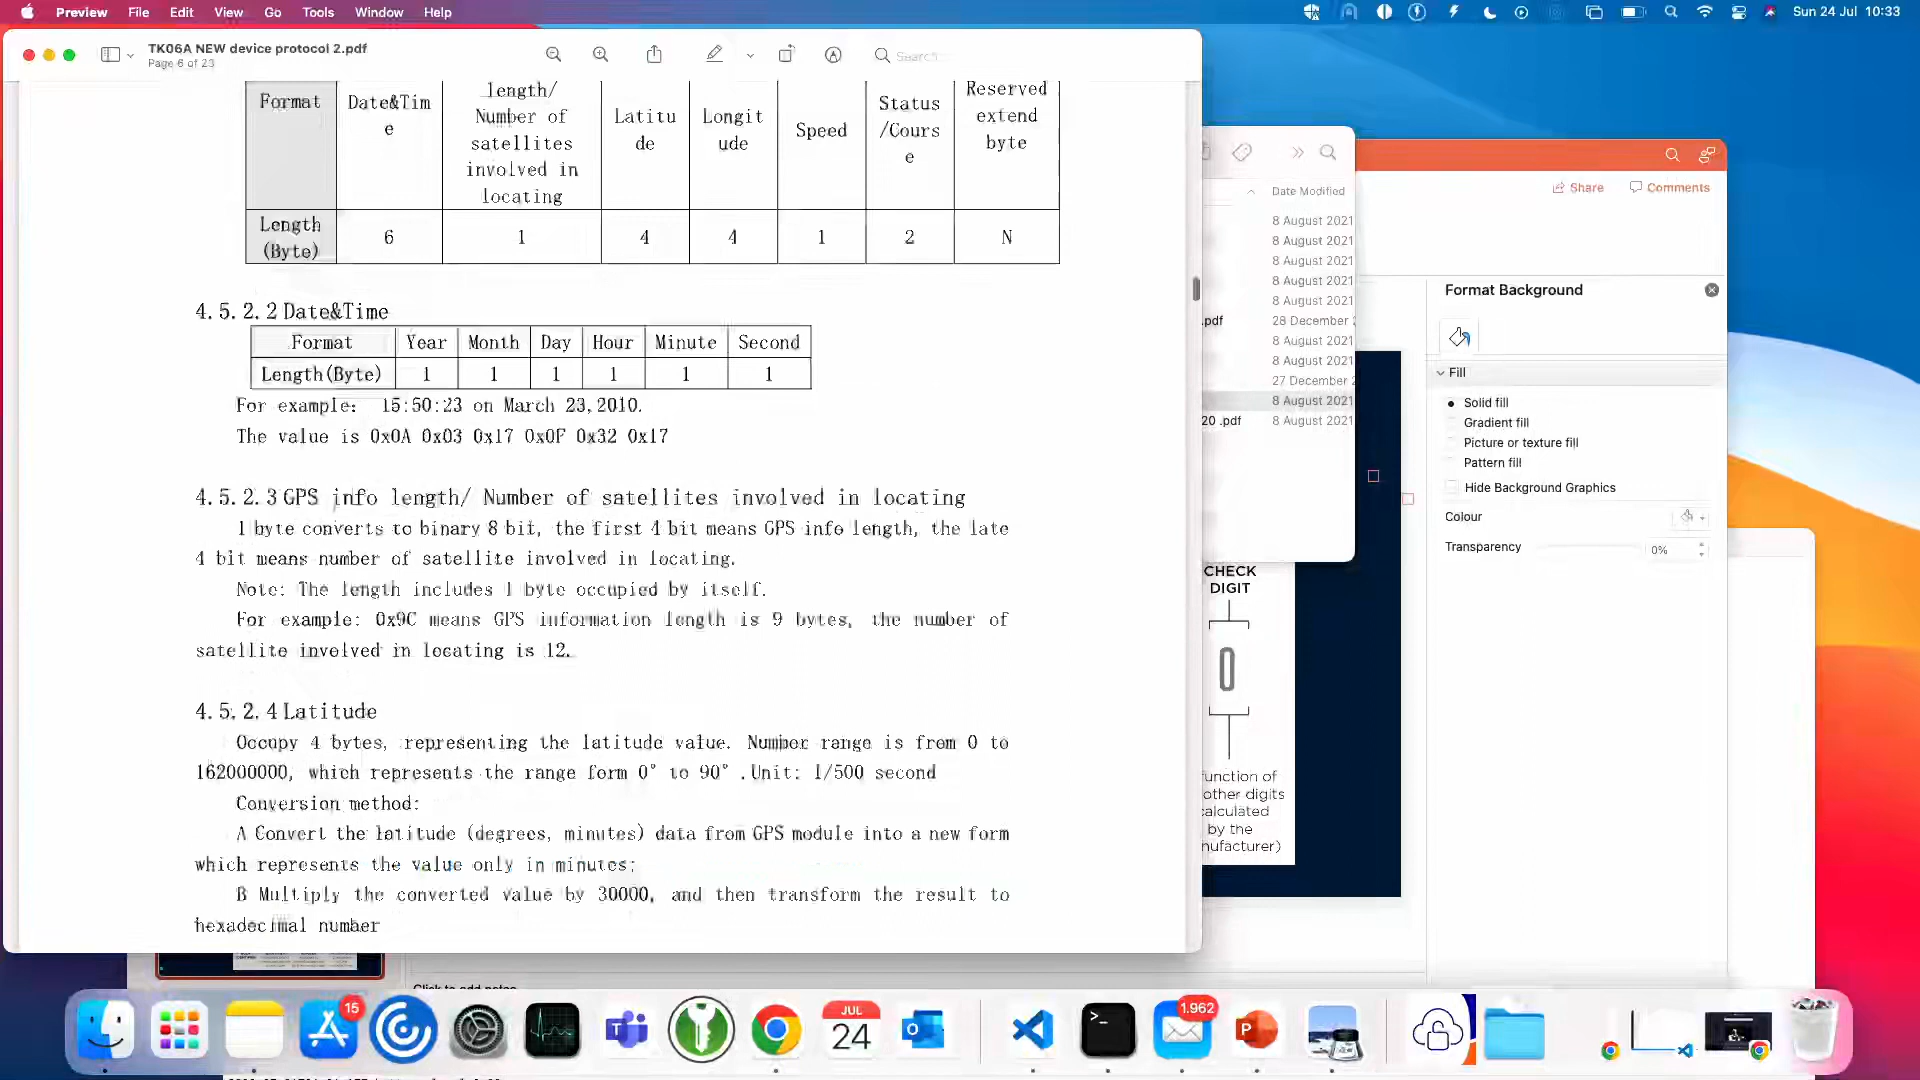 Preview File Edit View Go Tools Window Help
Sun 24 Jul 10:33
TK06A NEW device protocol 2.pdf
Page 6 of 23
Search
Format
Date&Tim
e
length/
Number of
satellites
involved in
locating
Latitu
de
Longit
ude
Speed
Status
/Cours
e
Reserved
extend
byte
Length
(Byte)
6 1 4 4 1 2 N
4.5.2.2 Date&Time
Format Year Month Day Hour Minute Second
Length(Byte) 1 1 1 1 1 1
For example: 15:50:23 on March 23,2010.
The value is 0x0A 0x03 0x17 0x0F 0x32 0x17
4.5.2.3 GPS info length/ Number of satellites involved in locating
1 byte converts to binary 8 bit, the first 4 bit means GPS info length, the late
4 bit means number of satellite involved in locating.
Note: The length includes 1 byte occupied by itself.
For example: 0x9C means GPS information length is 9 bytes, the number of
satellite involved in locating is 12.
4.5.2.4 Latitude
Occupy 4 bytes, representing the latitude value. Number range is from 0 to
162000000, which represents the range form 0° to 90° .Unit: 1/500 second
Conversion method:
A Convert the latitude (degrees, minutes) data from GPS module into a new form
which represents the value only in minutes;
B Multiply the converted value by 30000, and then transform the result to
hexadecimal number
Date Modified
8 August 2021
8 August 2021
8 August 2021
8 August 2021
8 August 2021
.pdf 28 December
8 August 2021
8 August 2021
27 December 2
8 August 2021
20 .pdf 8 August 2021
Share Comments
Format Background
Fill
Solid fill
Gradient fill
Picture or texture fill
Pattern fill
Hide Background Graphics
Colour
Transparency 0%
CHECK
DIGIT
0
function of
other digits
calculated
by the
nufacturer)
Click to add notes
15
JUL
24
1.962